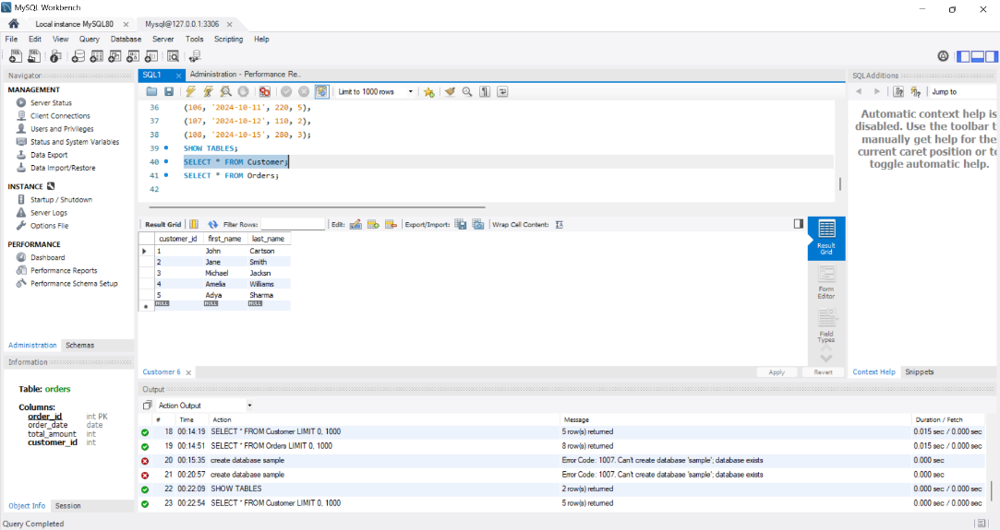 MySQL Workbench
Local instance MySQL80 × Mysql@127.0.0.1:3306 ×
File Edit View Query Database Server Tools Scripting Help
Navigator
MANAGEMENT
Server Status
Client Connections
Users and Privileges
Status and System Variables
Data Export
Data Import/Restore
INSTANCE
Startup / Shutdown
Server Logs
Options File
PERFORMANCE
Dashboard
Performance Reports
Performance Schema Setup
Administration Schemas
Information
Table: orders
Columns:
order_id int PK
order_date date
total_amount int
customer_id int
Object Info Session
SQL1 × Administration - Performance Re..
Limit to 1000 rows
36 (106, '2024-10-11', 220, 5),
37 (107, '2024-10-12', 110, 2),
38 (108, '2024-10-15', 280, 3);
39 SHOW TABLES;
40 SELECT * FROM Customer;
41 SELECT * FROM Orders;
42
Result Grid Filter Rows: Edit: Export/Import: Wrap Cell Content:
customer_id first_name last_name
1 John Cartson
2 Jane Smith
3 Michael Jacksn
4 Amelia Williams
5 Adya Sharma
NULL NULL NULL
Result Grid
Form Editor
Field Types
Customer 6 × Apply Revert
Output
Action Output
# Time Action Message Duration / Fetch
18 00:14:19 SELECT * FROM Customer LIMIT 0, 1000 5 row(s) returned 0.015 sec / 0.000 sec
19 00:14:51 SELECT * FROM Orders LIMIT 0, 1000 8 row(s) returned 0.015 sec / 0.000 sec
20 00:15:35 create database sample Error Code: 1007. Can't create database 'sample'; database exists 0.000 sec
21 00:20:57 create database sample Error Code: 1007. Can't create database 'sample'; database exists 0.000 sec
22 00:22:09 SHOW TABLES 2 row(s) returned 0.000 sec / 0.000 sec
23 00:22:54 SELECT * FROM Customer LIMIT 0, 1000 5 row(s) returned 0.000 sec / 0.000 sec
SQLAdditions
Jump to
Automatic context help is
disabled. Use the toolbar t
manually get help for the
current caret position or to
toggle automatic help.
Context Help Snippets
Query Completed